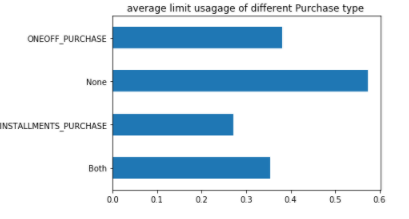 average limit usagage of different Purchase type
ONEOFF_PURCHASE
None
INSTALLMENTS_PURCHASE
Both
0.0 0.1 0.2 0.3 0.4 0.5 0.6